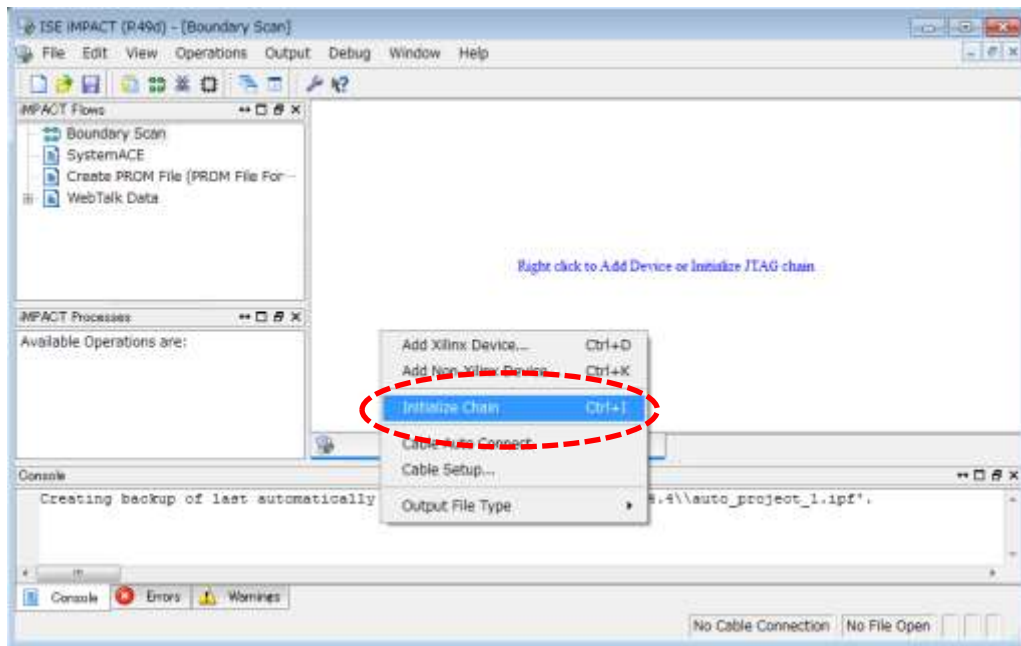 ISE iMPACT (P.49d) - [Boundary Scan]
File Edit View Operations Output Debug Window Help
iMPACT Flows
Boundary Scan
SystemACE
Create PROM File (PROM File For
WebTalk Data
Right click to Add Device or Initialize JTAG chain
iMPACT Processes
Available Operations are:
Add Xilinx Device... Ctrl+D
Add Non-Xilinx Device... Ctrl+K
Initialize Chain Ctrl+I
Cable Auto Connect
Cable Setup...
Output File Type
Console
Creating backup of last automatically .4\\auto_project_1.ipf'.
Console Errors Warnings
No Cable Connection No File Open